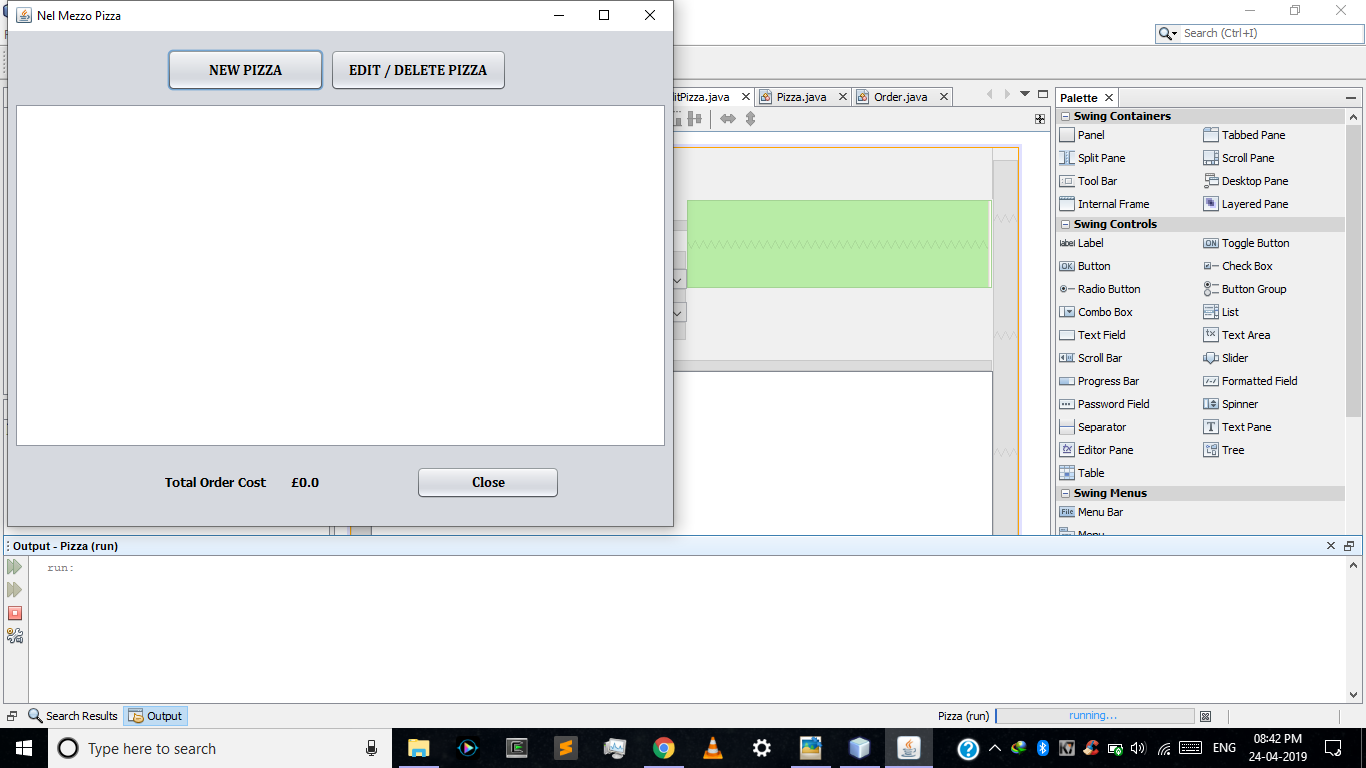 Nel Mezzo Pizza
NEW PIZZA
EDIT / DELETE PIZZA
Total Order Cost £0.0
Close
Search (Ctrl+I)
itPizza.java
Pizza.java
Order.java
Palette
Swing Containers
Panel
Tabbed Pane
Split Pane
Scroll Pane
Tool Bar
Desktop Pane
Internal Frame
Layered Pane
Swing Controls
label Label
ON Toggle Button
OK Button
Check Box
Radio Button
Button Group
Combo Box
List
Text Field
Text Area
Scroll Bar
Slider
Progress Bar
Formatted Field
Password Field
Spinner
Separator
Text Pane
Editor Pane
Tree
Table
Swing Menus
File Menu Bar
Menu
Output - Pizza (run)
run:
Search Results
Output
Pizza (run)
running...
Type here to search
ENG
08:42 PM
24-04-2019